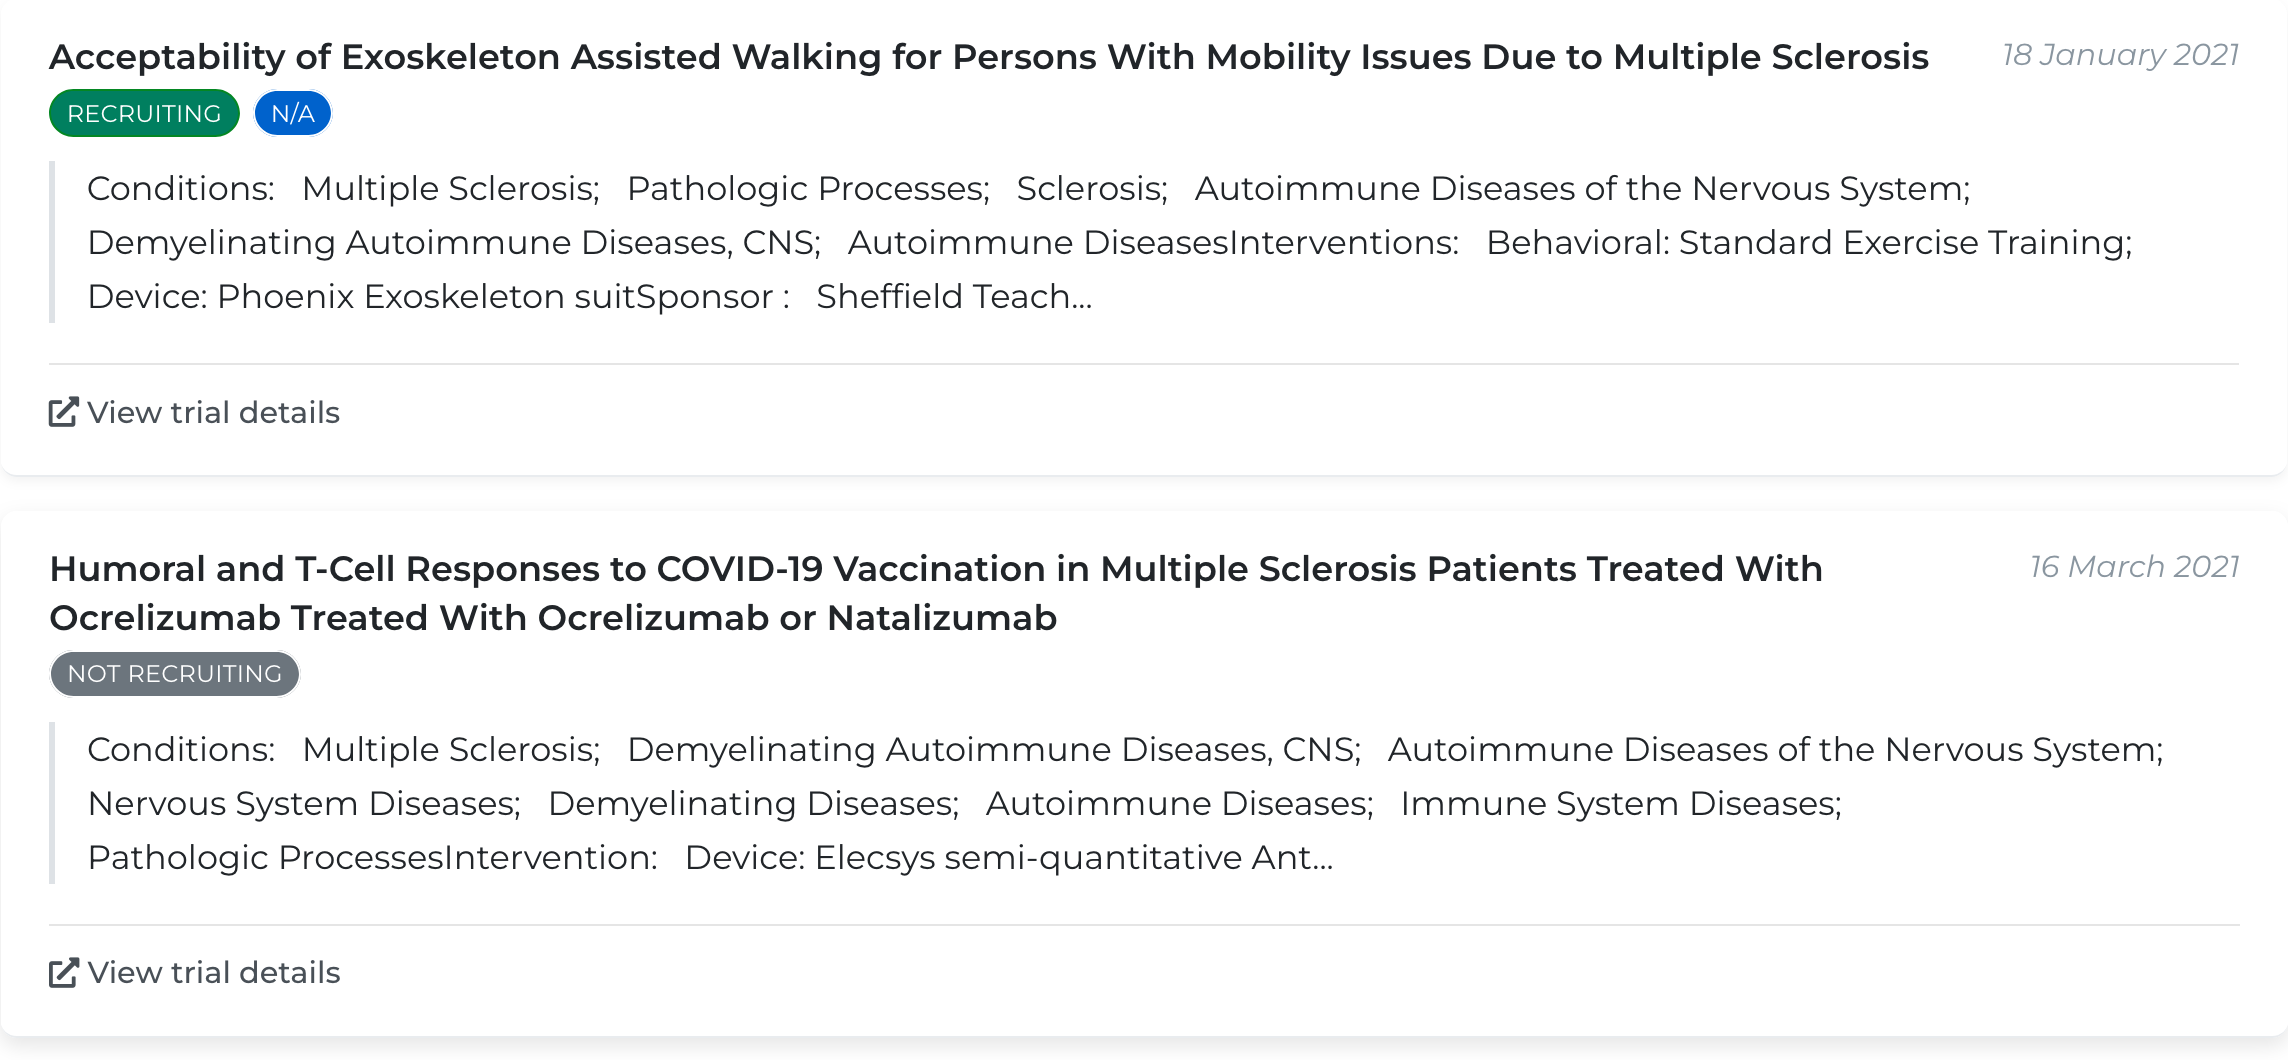 Acceptability of Exoskeleton Assisted Walking for Persons With Mobility Issues Due to Multiple Sclerosis
18 January 2021
RECRUITING N/A
Conditions: Multiple Sclerosis; Pathologic Processes; Sclerosis; Autoimmune Diseases of the Nervous System;
Demyelinating Autoimmune Diseases, CNS; Autoimmune DiseasesInterventions: Behavioral: Standard Exercise Training;
Device: Phoenix Exoskeleton suitSponsor : Sheffield Teach...
View trial details
Humoral and T-Cell Responses to COVID-19 Vaccination in Multiple Sclerosis Patients Treated With
16 March 2021
Ocrelizumab Treated With Ocrelizumab or Natalizumab
NOT RECRUITING
Conditions: Multiple Sclerosis; Demyelinating Autoimmune Diseases, CNS; Autoimmune Diseases of the Nervous System;
Nervous System Diseases; Demyelinating Diseases; Autoimmune Diseases; Immune System Diseases;
Pathologic ProcessesIntervention: Device: Elecsys semi-quantitative Ant...
View trial details